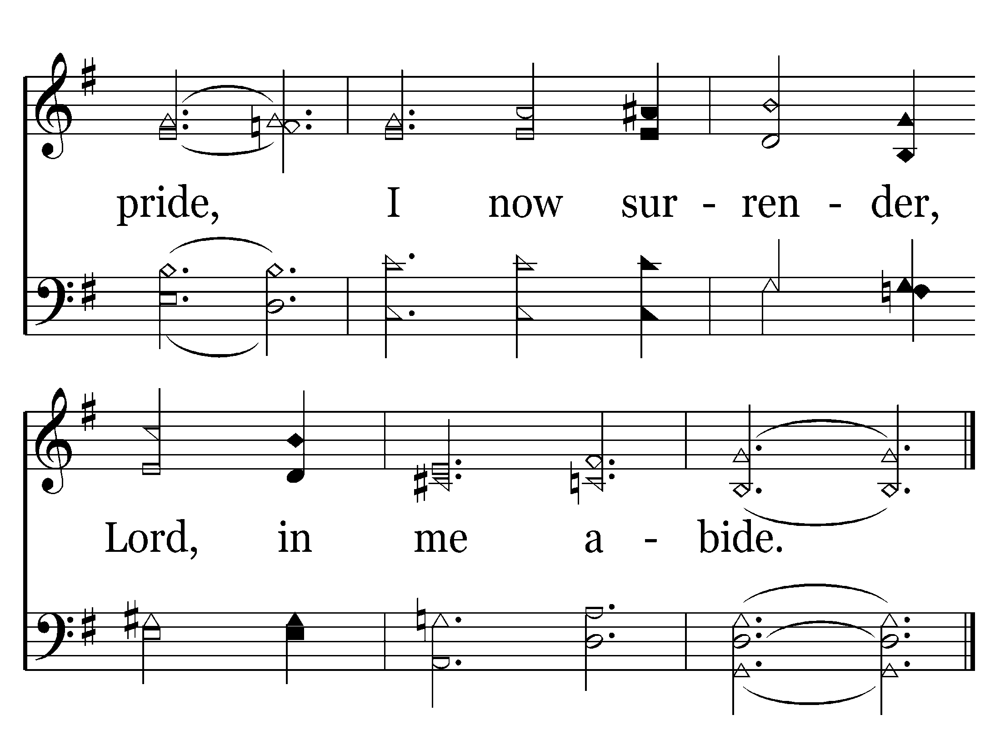 pride, I now sur - ren - der,
Lord, in me a - bide.